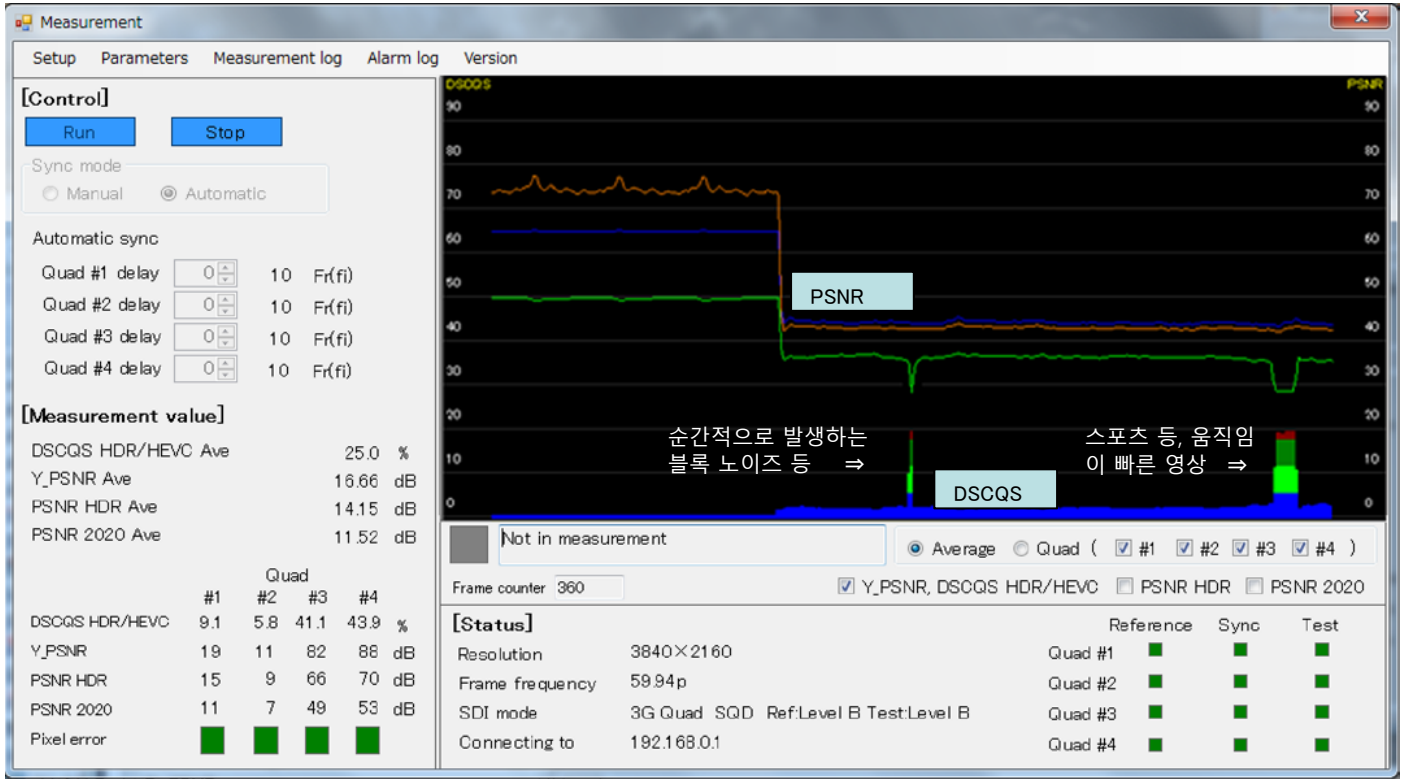 Measurement
x
Setup Parameters Measurement log Alarm log Version
[Control]
Run Stop
Sync mode
Manual Automatic
Automatic sync
Quad #1 delay 0 10 Fr(fi)
Quad #2 delay 0 10 Fr(fi)
Quad #3 delay 0 10 Fr(fi)
Quad #4 delay 0 10 Fr(fi)
[Measurement value]
DSCQS HDR/HEVC Ave 25.0 %
Y_PSNR Ave 16.66 dB
PSNR HDR Ave 14.15 dB
PSNR 2020 Ave 11.52 dB
Quad
#1 #2 #3 #4
DSCQS HDR/HEVC 9.1 5.8 41.1 43.9 %
Y_PSNR 19 11 82 88 dB
PSNR HDR 15 9 66 70 dB
PSNR 2020 11 7 49 53 dB
Pixel error
DSCQS PSNR
90 90
80 80
70 70
60 60
50 50
PSNR
40 40
30 30
20 20
순간적으로 발생하는
블록 노이즈 등 ⇒
스포츠 등, 움직임
이 빠른 영상 ⇒
10 10
DSCQS
0 0
Not in measurement
Average Quad ( #1 #2 #3 #4 )
Frame counter 360
Y_PSNR, DSCQS HDR/HEVC PSNR HDR PSNR 2020
[Status]
Reference Sync Test
Resolution 3840×2160 Quad #1
Frame frequency 59.94p Quad #2
SDI mode 3G Quad SQD Ref:Level B Test:Level B Quad #3
Connecting to 192.168.0.1 Quad #4